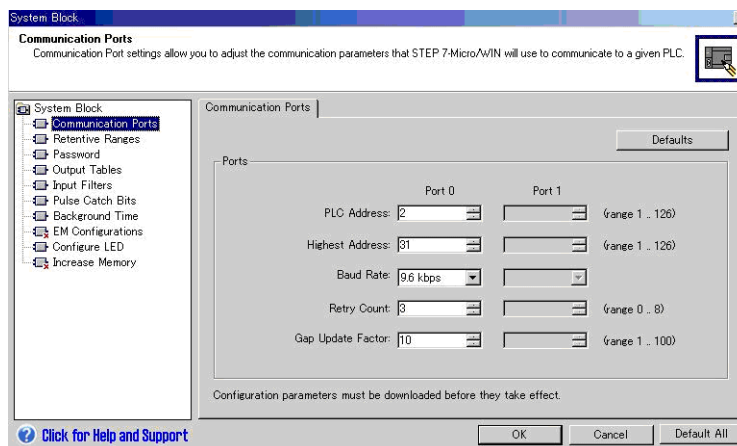 System Block
Communication Ports
Communication Port settings allow you to adjust the communication parameters that STEP 7-Micro/WIN will use to communicate to a given PLC.
System Block
Communication Ports
Retentive Ranges
Password
Output Tables
Input Filters
Pulse Catch Bits
Background Time
EM Configurations
Configure LED
Increase Memory
Communication Ports
Defaults
Ports
Port 0 Port 1
PLC Address: 2 (range 1 .. 126)
Highest Address: 31 (range 1 .. 126)
Baud Rate: 9.6 kbps
Retry Count: 3 (range 0 .. 8)
Gap Update Factor: 10 (range 1 .. 100)
Configuration parameters must be downloaded before they take effect.
Click for Help and Support OK Cancel Default All